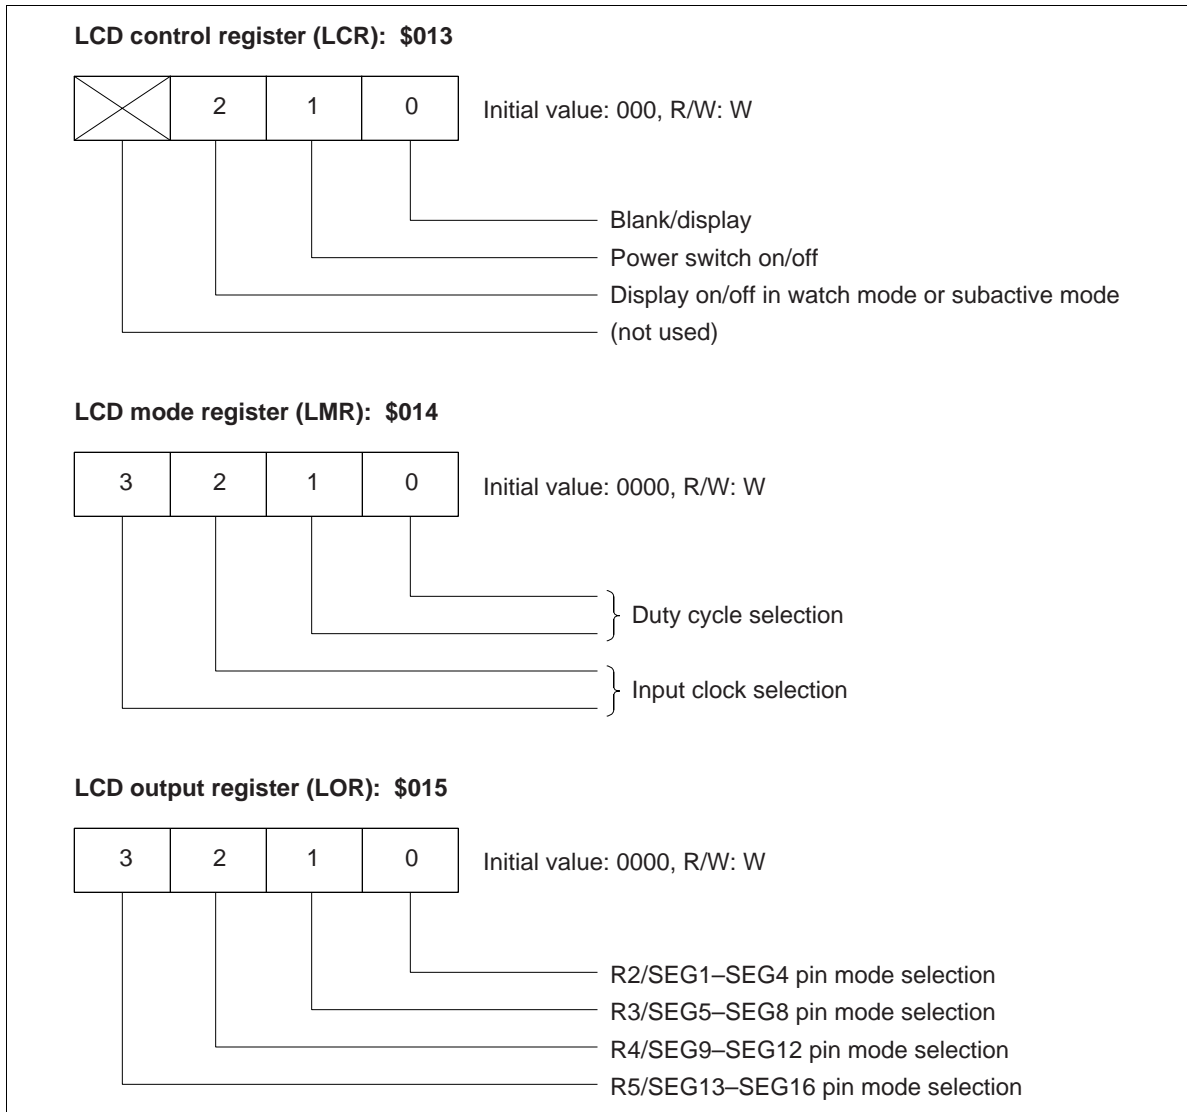 LCD control register (LCR): $013
2 1 0 Initial value: 000, R/W: W
Blank/display
Power switch on/off
Display on/off in watch mode or subactive mode
(not used)
LCD mode register (LMR): $014
3 2 1 0 Initial value: 0000, R/W: W
Duty cycle selection
Input clock selection
LCD output register (LOR): $015
3 2 1 0 Initial value: 0000, R/W: W
R2/SEG1–SEG4 pin mode selection
R3/SEG5–SEG8 pin mode selection
R4/SEG9–SEG12 pin mode selection
R5/SEG13–SEG16 pin mode selection